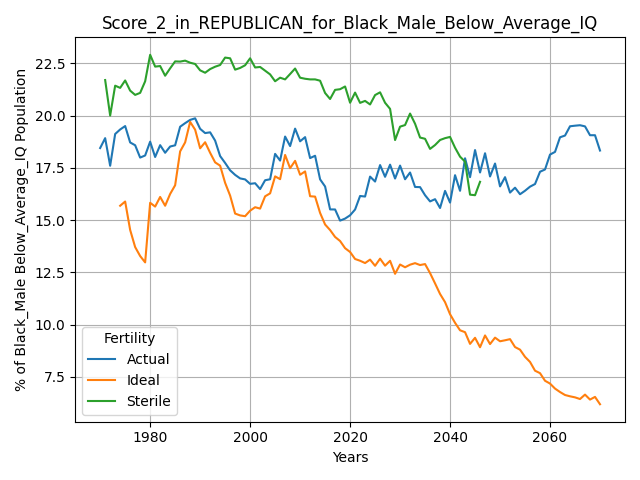 Score_2_in_REPUBLICAN_for_Black_Male_Below_Average_IQ
% of Black_Male Below_Average_IQ Population
22.5
20.0
17.5
15.0
12.5
10.0
7.5
Fertility
Actual
Ideal
Sterile
1980
2000
2020
2040
2060
Years